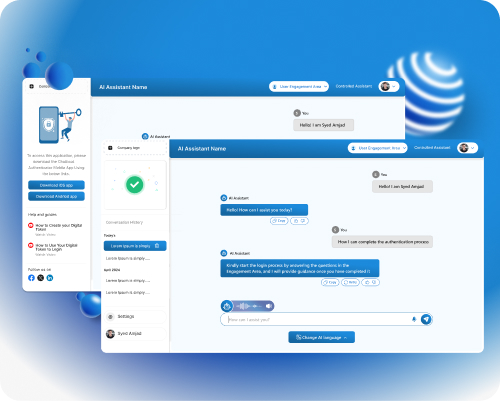 AI Assistant Name
User Engagement Area
Controlled Assistant
You
Hello! I am Syed Amjad
AI Assistant
To access this application, please
download the
Authenticator Mobile App Using
the below links
Download iOS app
Download Android app
Help and guides
How to Create your Digital
Token
How to Use Your Digital
Token to Login
Follow us on
Company logo
Conversation History
Today's
Lorem Ipsum is simply
Lorem Ipsum is simply.....
April 2024
Lorem Ipsum is simply.....
Lorem Ipsum is simply.....
Settings
Syed Amjad
AI Assistant Name
User Engagement Area
Controlled Assistant
You
Hello! I am Syed Amjad
AI Assistant
Hello! How can I assist you today?
Copy
You
How I can complete the authentication process
AI Assistant
Kindly start the login process by answering the questions in the
Engagement Area, and I will provide guidance once you have completed it
Copy
How can I assist you?
Change AI language